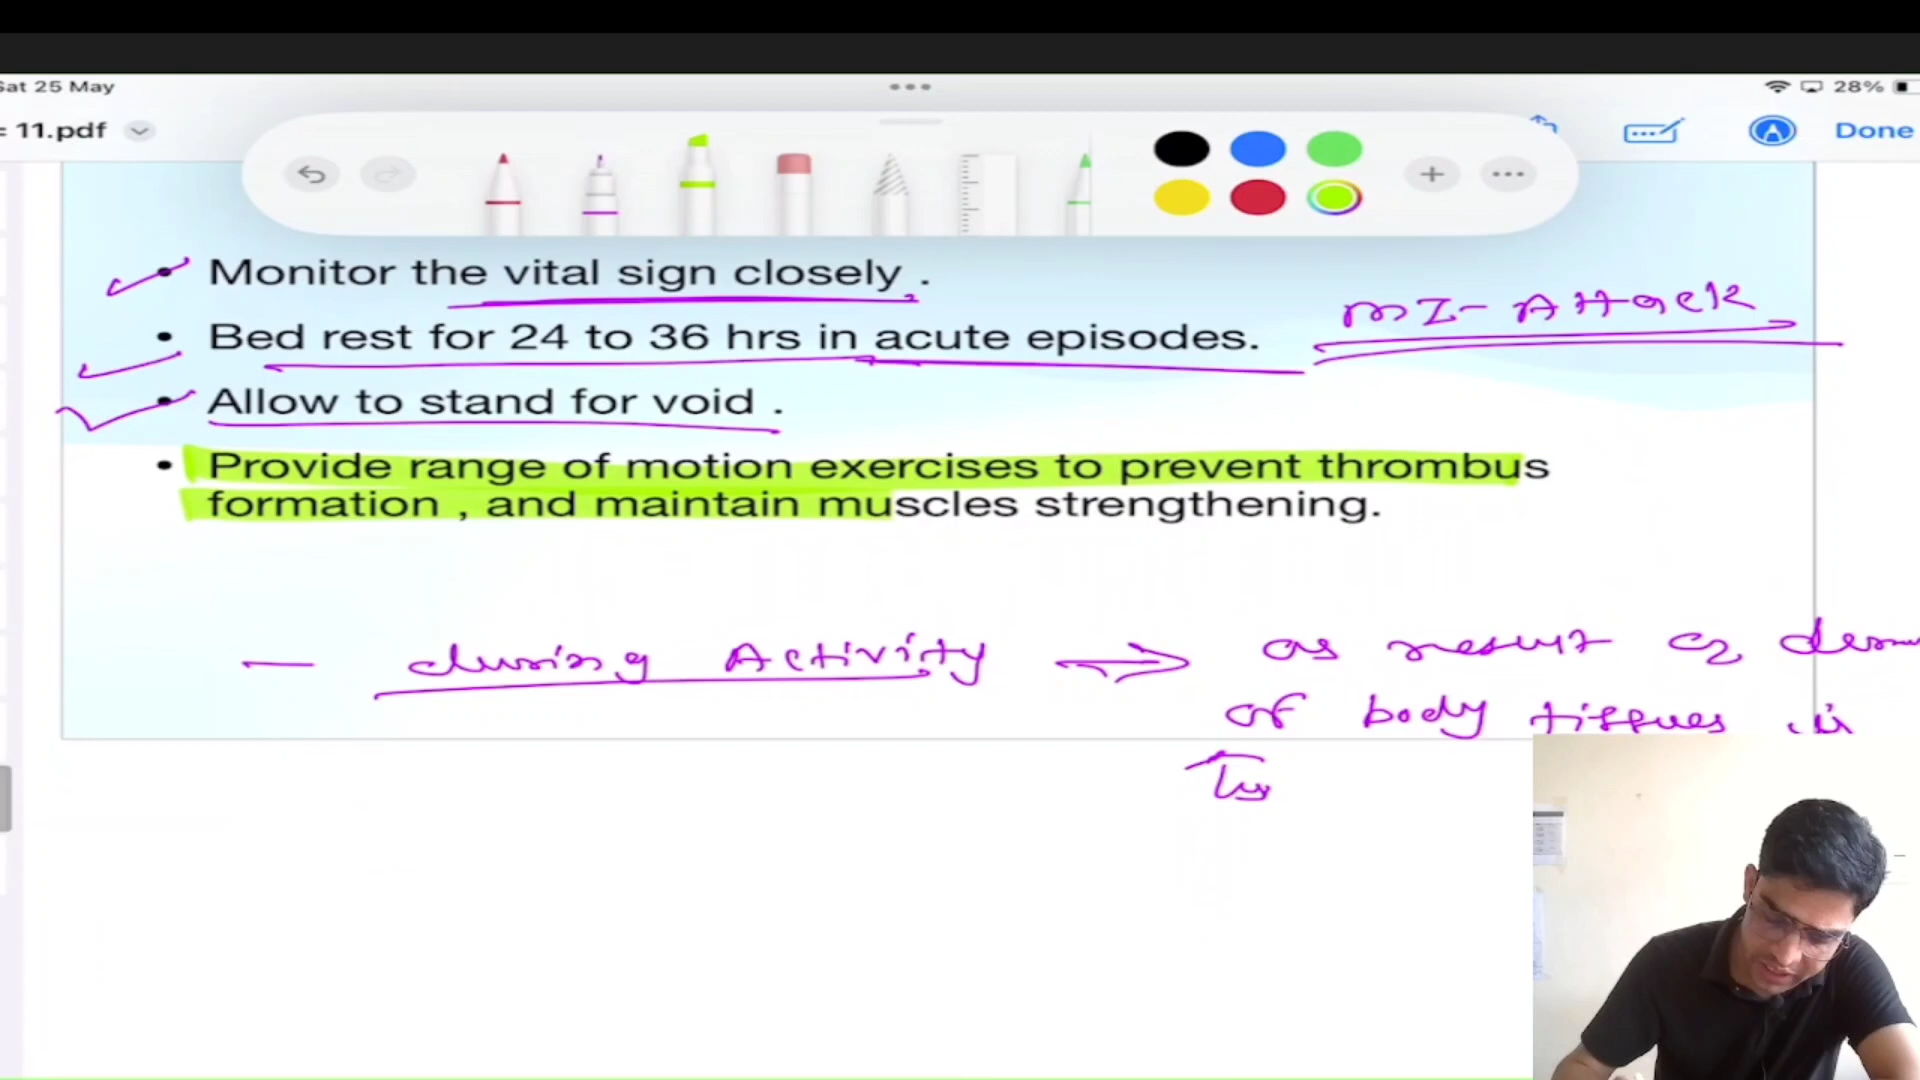 Sat 25 May
28%
= 11.pdf
Done
• Monitor the vital sign closely .
• Bed rest for 24 to 36 hrs in acute episodes.
MI - Attack
• Allow to stand for void .
• Provide range of motion exercises to prevent thrombus
formation , and maintain muscles strengthening.
— during Activity ⇒ as result of
of body tissues is